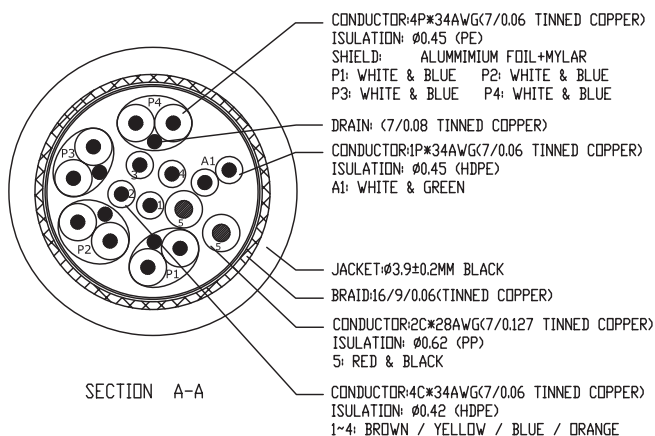 CONDUCTOR:4P*34AWG(7/0.06 TINNED COPPER)
ISULATION: Ø0.45 (PE)
SHIELD: ALUMMIMIUM FOIL+MYLAR
P1: WHITE & BLUE P2: WHITE & BLUE
P3: WHITE & BLUE P4: WHITE & BLUE
DRAIN: (7/0.08 TINNED COPPER)
CONDUCTOR:1P*34AWG(7/0.06 TINNED COPPER)
ISULATION: Ø0.45 (HDPE)
A1: WHITE & GREEN
JACKET:Ø3.9±0.2MM BLACK
BRAID:16/9/0.06(TINNED COPPER)
CONDUCTOR:2C*28AWG(7/0.127 TINNED COPPER)
ISULATION: Ø0.62 (PP)
5: RED & BLACK
CONDUCTOR:4C*34AWG(7/0.06 TINNED COPPER)
ISULATION: Ø0.42 (HDPE)
1~4: BROWN / YELLOW / BLUE / ORANGE
P4
P3
A1
3
4
2
1
5
5
P2
P1
SECTION A-A